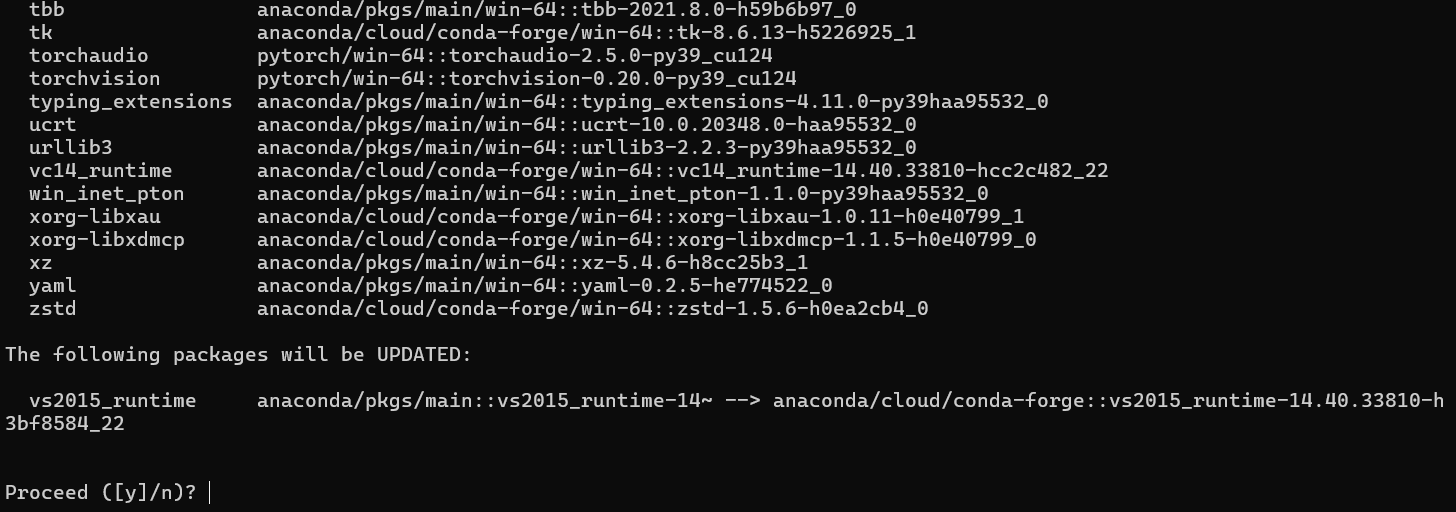 tbb anaconda/pkgs/main/win-64::tbb-2021.8.0-h59b6b97_0
tk anaconda/cloud/conda-forge/win-64::tk-8.6.13-h5226925_1
torchaudio pytorch/win-64::torchaudio-2.5.0-py39_cu124
torchvision pytorch/win-64::torchvision-0.20.0-py39_cu124
typing_extensions anaconda/pkgs/main/win-64::typing_extensions-4.11.0-py39haa95532_0
ucrt anaconda/pkgs/main/win-64::ucrt-10.0.20348.0-haa95532_0
urllib3 anaconda/pkgs/main/win-64::urllib3-2.2.3-py39haa95532_0
vc14_runtime anaconda/cloud/conda-forge/win-64::vc14_runtime-14.40.33810-hcc2c482_22
win_inet_pton anaconda/pkgs/main/win-64::win_inet_pton-1.1.0-py39haa95532_0
xorg-libxau anaconda/cloud/conda-forge/win-64::xorg-libxau-1.0.11-h0e40799_1
xorg-libxdmcp anaconda/cloud/conda-forge/win-64::xorg-libxdmcp-1.1.5-h0e40799_0
xz anaconda/pkgs/main/win-64::xz-5.4.6-h8cc25b3_1
yaml anaconda/pkgs/main/win-64::yaml-0.2.5-he774522_0
zstd anaconda/cloud/conda-forge/win-64::zstd-1.5.6-h0ea2cb4_0
The following packages will be UPDATED:
vs2015_runtime anaconda/pkgs/main::vs2015_runtime-14~ --> anaconda/cloud/conda-forge::vs2015_runtime-14.40.33810-h
3bf8584_22
Proceed ([y]/n)?